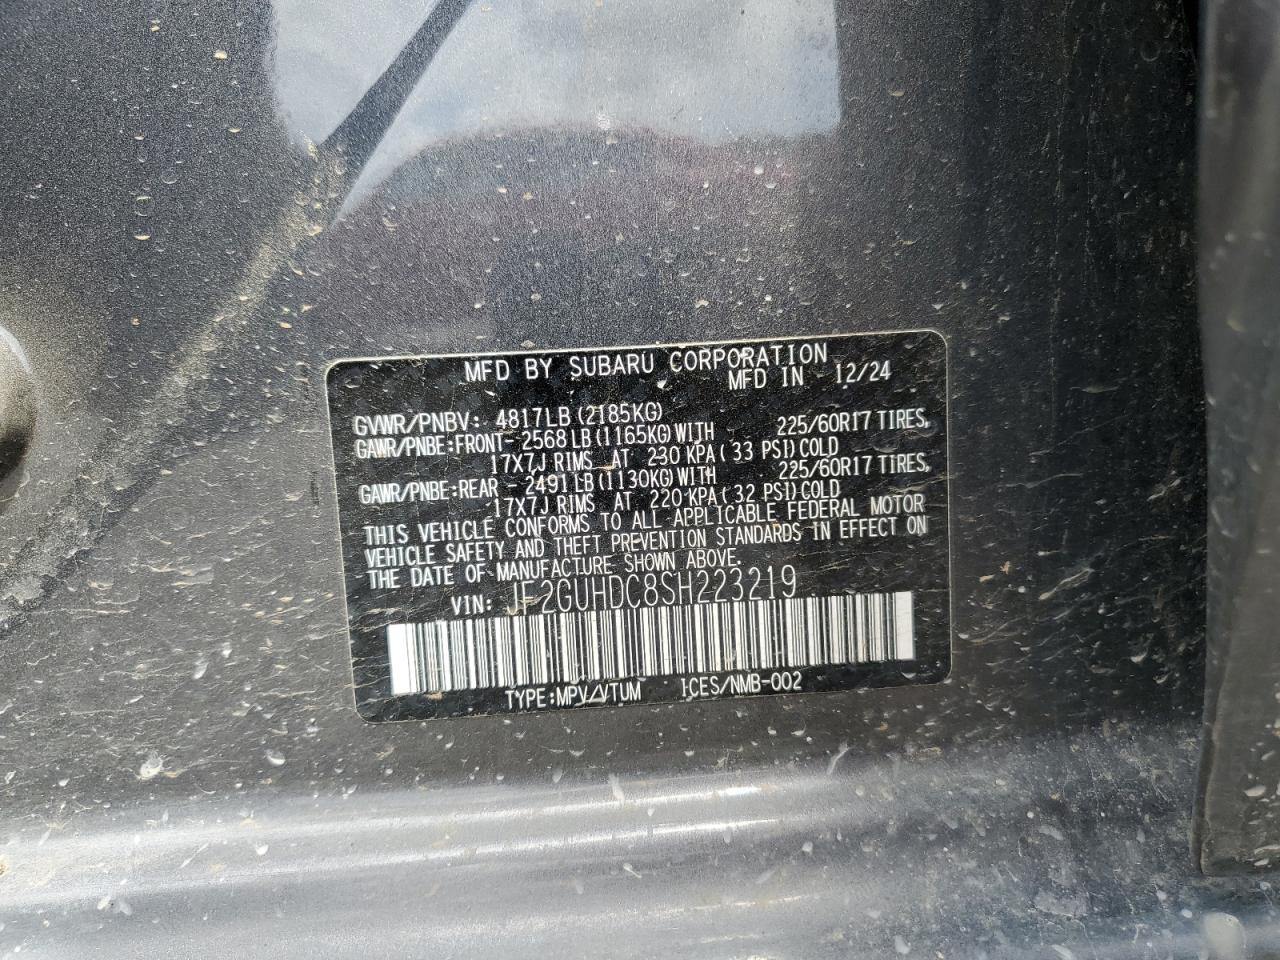 MFD BY SUBARU CORPORATION
MFD IN 12/24
GVWR/PNBV: 4817LB (2185KG)
GAWR/PNBE:FRONT- 2568 LB (1165KG) WITH 225/60R17 TIRES,
17X7J RIMS AT 230 KPA ( 33 PSI) COLD
GAWR/PNBE:REAR - 2491 LB (1130KG) WITH 225/60R17 TIRES,
17X7J RIMS AT 220 KPA ( 32 PSI) COLD
THIS VEHICLE CONFORMS TO ALL APPLICABLE FEDERAL MOTOR
VEHICLE SAFETY AND THEFT PREVENTION STANDARDS IN EFFECT ON
THE DATE OF MANUFACTURE SHOWN ABOVE.
VIN: JF2GUHDC8SH223219
TYPE:MPV/VTUM ICES/NMB-002